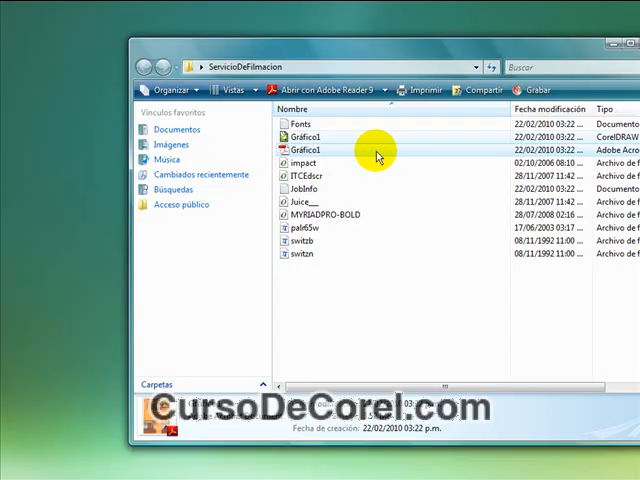 ServicioDeFilmacion
Buscar
Organizar Vistas Abrir con Adobe Reader 9 Imprimir Compartir Grabar
Vínculos favoritos
Documentos
Imágenes
Música
Cambiados recientemente
Búsquedas
Acceso público
Carpetas
Nombre Fecha modificación Tipo
Fonts 22/02/2010 03:22 ... Documento
Gráfico1 22/02/2010 03:22 ... CorelDRAW
Gráfico1 22/02/2010 03:22 ... Adobe Acro
impact 02/10/2006 08:10 ... Archivo de f
ITCEdscr 28/11/2007 11:42 ... Archivo de f
JobInfo 22/02/2010 03:22 ... Documento
Juice___ 28/11/2007 11:42 ... Archivo de f
MYRIADPRO-BOLD 28/07/2008 02:16 ... Archivo de f
palr65w 17/06/2003 03:17 ... Archivo de f
switzb 08/11/1992 11:00 ... Archivo de f
switzn 08/11/1992 11:00 ... Archivo de f
CursoDeCorel.com
Fecha de creación: 22/02/2010 03:22 p.m.